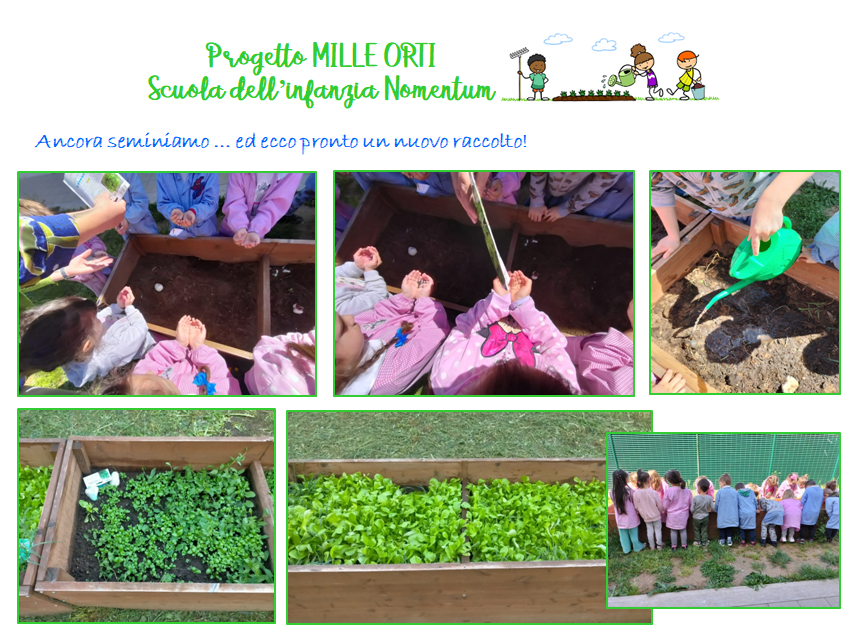 Progetto MILLE ORTI
Scuola dell'infanzia Nomentum
Ancora seminiamo ... ed ecco pronto un nuovo raccolto!